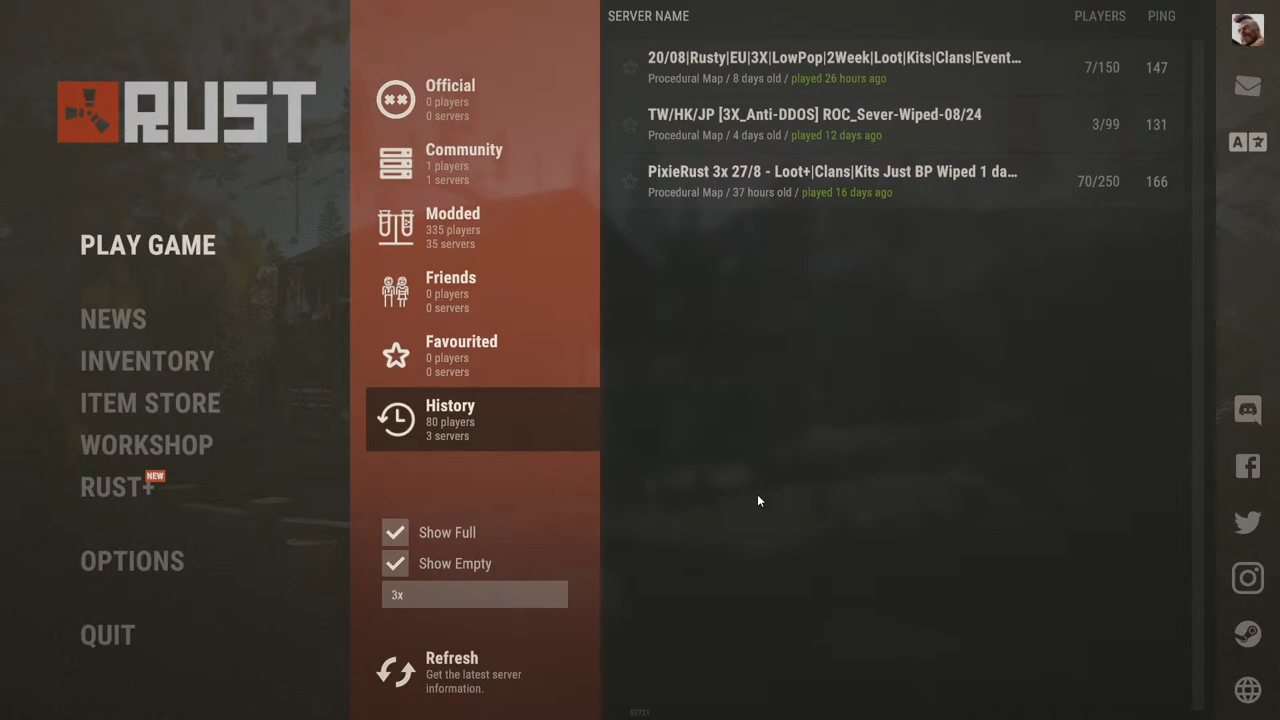 RUST
PLAY GAME
NEWS
INVENTORY
ITEM STORE
WORKSHOP
RUST+
NEW
OPTIONS
QUIT
Official
0 players
0 servers
Community
1 players
1 servers
Modded
335 players
35 servers
Friends
0 players
0 servers
Favourited
0 players
0 servers
History
80 players
3 servers
Show Full
Show Empty
3x
Refresh
Get the latest server
information.
SERVER NAME PLAYERS PING
20/08|Rusty|EU|3X|LowPop|2Week|Loot|Kits|Clans|Event...
Procedural Map / 8 days old / played 26 hours ago
7/150 147
TW/HK/JP [3X_Anti-DDOS] ROC_Sever-Wiped-08/24
Procedural Map / 4 days old / played 12 days ago
3/99 131
PixieRust 3x 27/8 - Loot+|Clans|Kits Just BP Wiped 1 da...
Procedural Map / 37 hours old / played 16 days ago
70/250 166
A